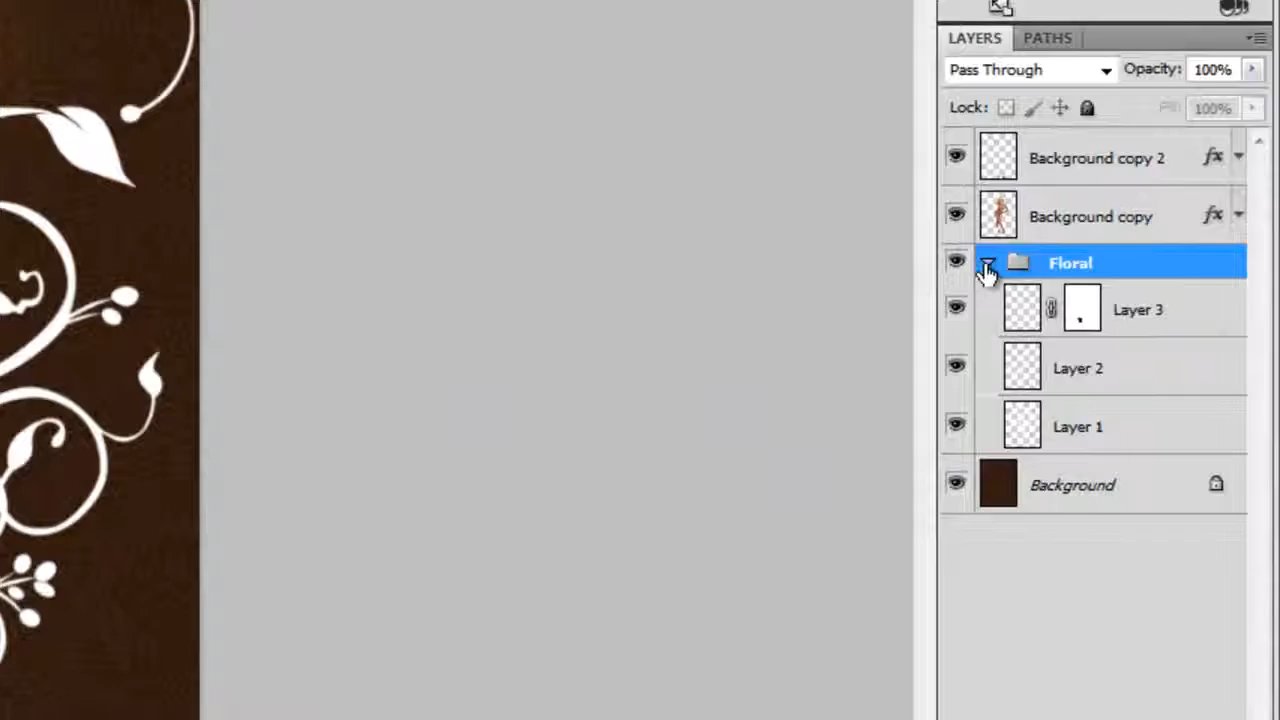 LAYERS PATHS
Pass Through Opacity: 100%
Lock: Fill: 100%
Background copy 2 fx
Background copy fx
Floral
Layer 3
Layer 2
Layer 1
Background